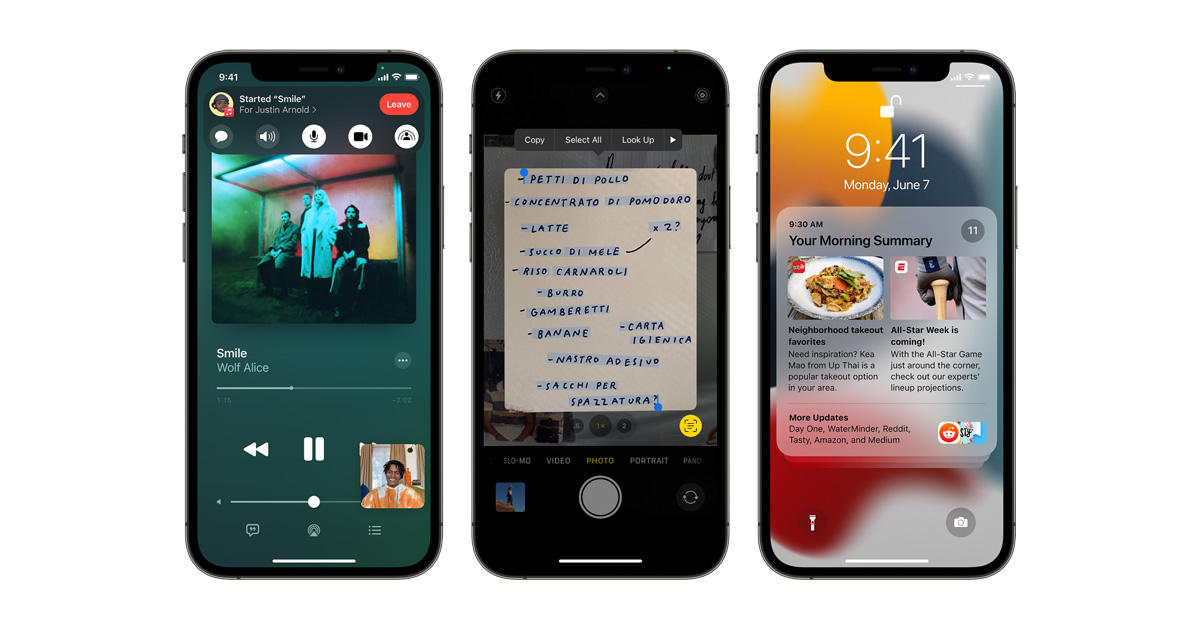 9:41
Started “Smile”
For Justin Arnold >
Leave
Smile
Wolf Alice
1:15
-2:02
Copy
Select All
Look Up
- PETTI DI POLLO
- CONCENTRATO DI POMODORO
- LATTE
x 2?
- SUCCO DI MELE
- RISO CARNAROLI
- BURRO
- GAMBERETTI
- BANANE
- CARTA
IGIENICA
- NASTRO ADESIVO
- SACCHI PER
SPAZZATURA?
.5
1×
2
SLO-MO
VIDEO
PHOTO
PORTRAIT
PANO
9:41
Monday, June 7
9:30 AM
Your Morning Summary
11
Neighborhood takeout
favorites
Need inspiration? Kea
Mao from Up Thai is a
popular takeout option
in your area.
All-Star Week is
coming!
With the All-Star Game
just around the corner,
check out our experts’
lineup projections.
More Updates
Day One, WaterMinder, Reddit,
Tasty, Amazon, and Medium